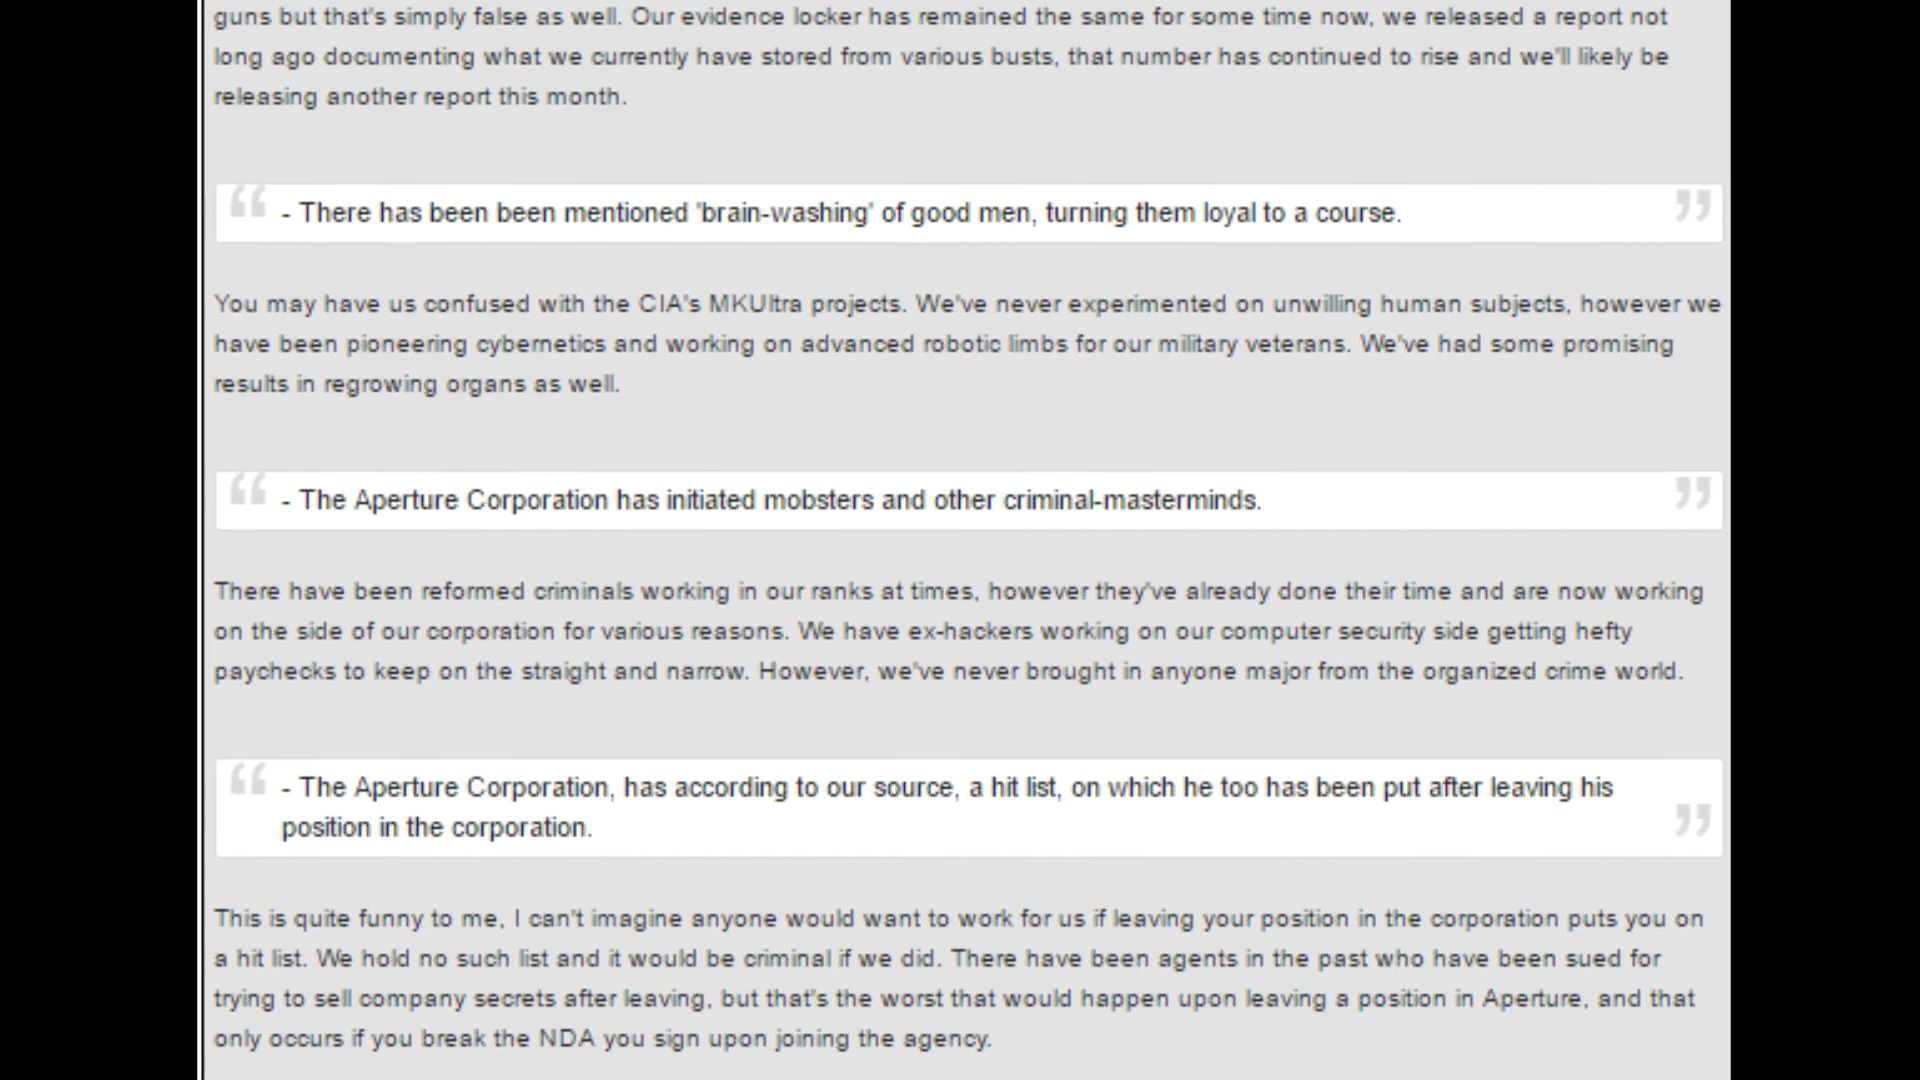 guns but that's simply false as well. Our evidence locker has remained the same for some time now, we released a report not
long ago documenting what we currently have stored from various busts, that number has continued to rise and we'll likely be
releasing another report this month.
“ - There has been been mentioned 'brain-washing' of good men, turning them loyal to a course. ”
You may have us confused with the CIA's MKUltra projects. We've never experimented on unwilling human subjects, however we
have been pioneering cybernetics and working on advanced robotic limbs for our military veterans. We've had some promising
results in regrowing organs as well.
“ - The Aperture Corporation has initiated mobsters and other criminal-masterminds. ”
There have been reformed criminals working in our ranks at times, however they've already done their time and are now working
on the side of our corporation for various reasons. We have ex-hackers working on our computer security side getting hefty
paychecks to keep on the straight and narrow. However, we've never brought in anyone major from the organized crime world.
“ - The Aperture Corporation, has according to our source, a hit list, on which he too has been put after leaving his
position in the corporation. ”
This is quite funny to me, I can't imagine anyone would want to work for us if leaving your position in the corporation puts you on
a hit list. We hold no such list and it would be criminal if we did. There have been agents in the past who have been sued for
trying to sell company secrets after leaving, but that's the worst that would happen upon leaving a position in Aperture, and that
only occurs if you break the NDA you sign upon joining the agency.